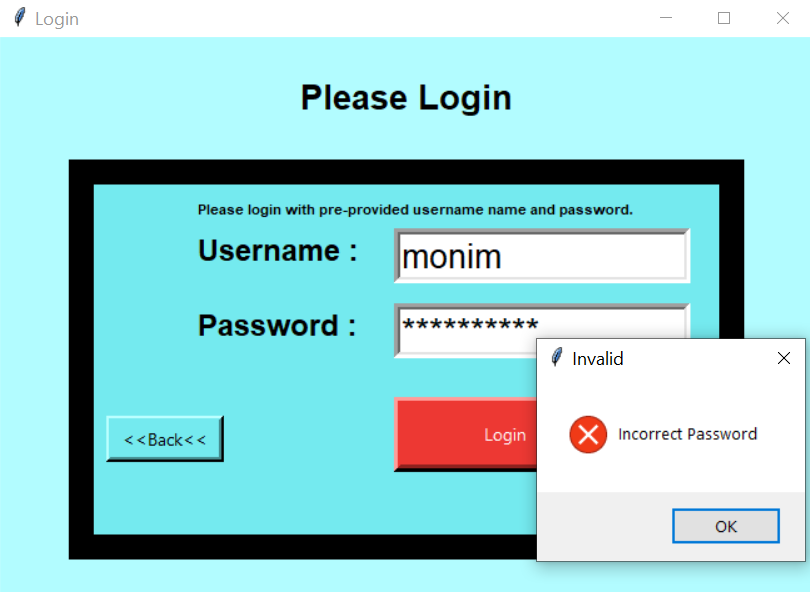 Login
Please Login
Please login with pre-provided username name and password.
Username :
monim
Password :
**********
Invalid
Incorrect Password
<<Back<<
Login
OK